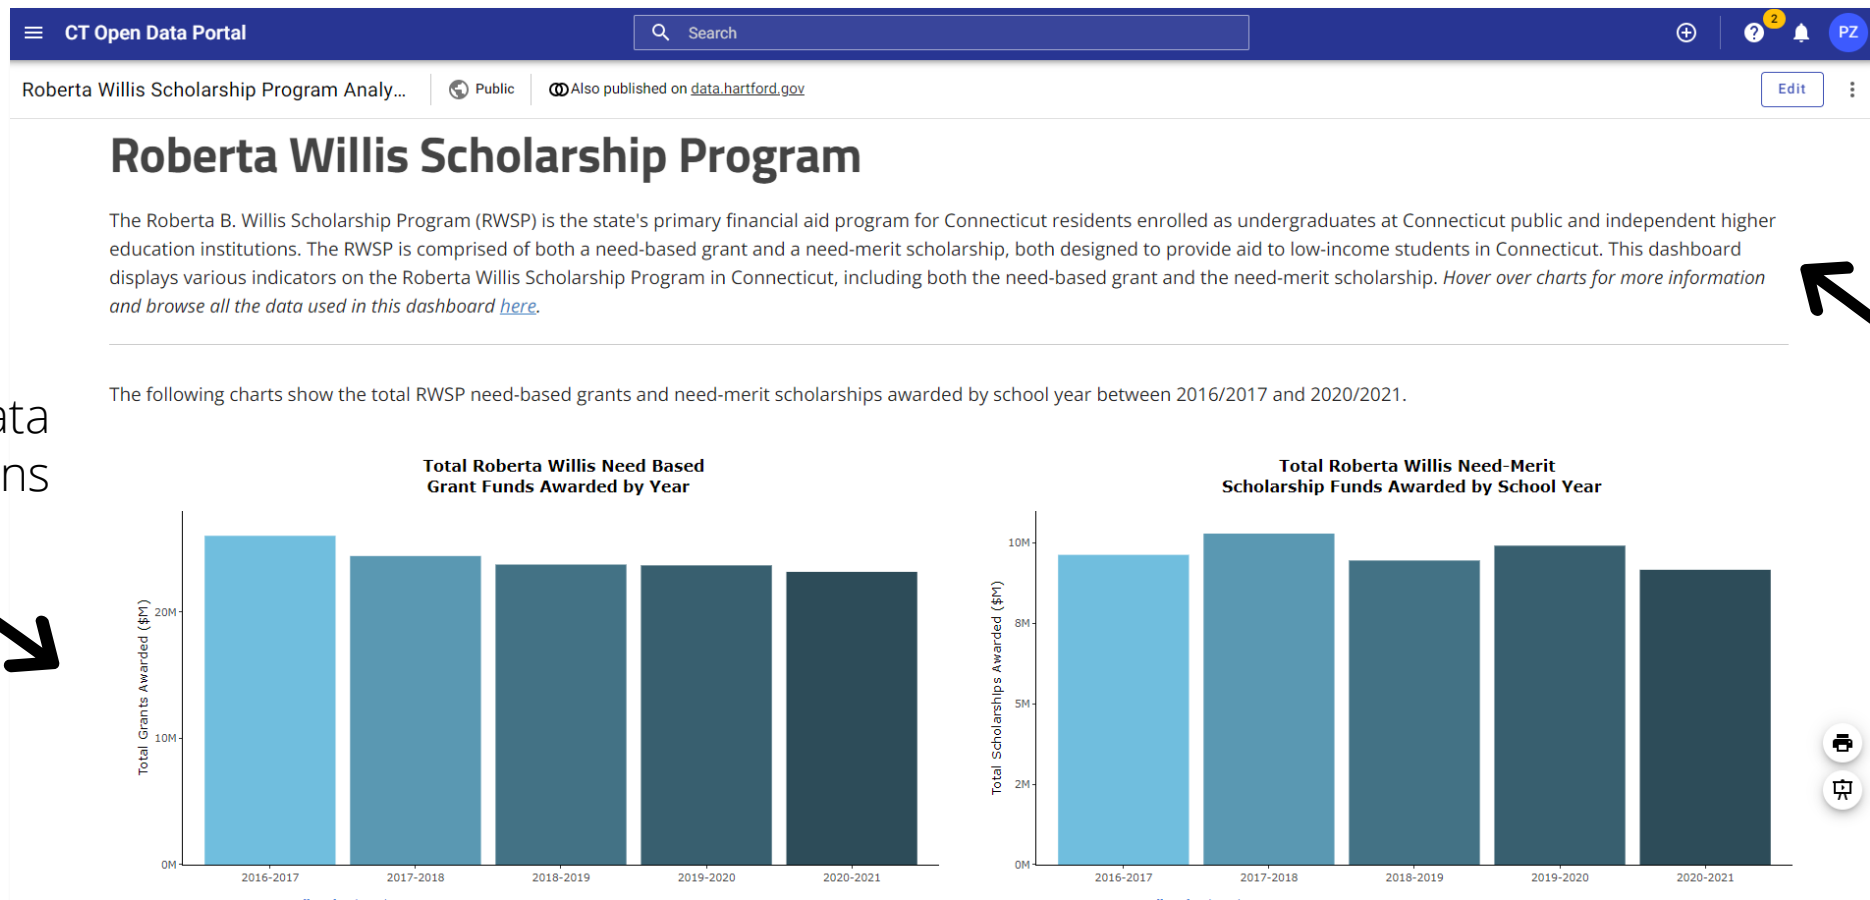 CT Open Data Portal
Search
2
PZ
Roberta Willis Scholarship Program Analy...
Public
Also published on data.hartford.gov
Edit
Roberta Willis Scholarship Program
The Roberta B. Willis Scholarship Program (RWSP) is the state's primary financial aid program for Connecticut residents enrolled as undergraduates at Connecticut public and independent higher
education institutions. The RWSP is comprised of both a need-based grant and a need-merit scholarship, both designed to provide aid to low-income students in Connecticut. This dashboard
displays various indicators on the Roberta Willis Scholarship Program in Connecticut, including both the need-based grant and the need-merit scholarship. Hover over charts for more information
and browse all the data used in this dashboard here.
The following charts show the total RWSP need-based grants and need-merit scholarships awarded by school year between 2016/2017 and 2020/2021.
ata
ns
Total Roberta Willis Need Based
Grant Funds Awarded by Year
Total Grants Awarded ($M)
20M
10M
0M
2016-2017
2017-2018
2018-2019
2019-2020
2020-2021
Total Roberta Willis Need-Merit
Scholarship Funds Awarded by School Year
Total Scholarships Awarded ($M)
10M
8M
5M
2M
0M
2016-2017
2017-2018
2018-2019
2019-2020
2020-2021